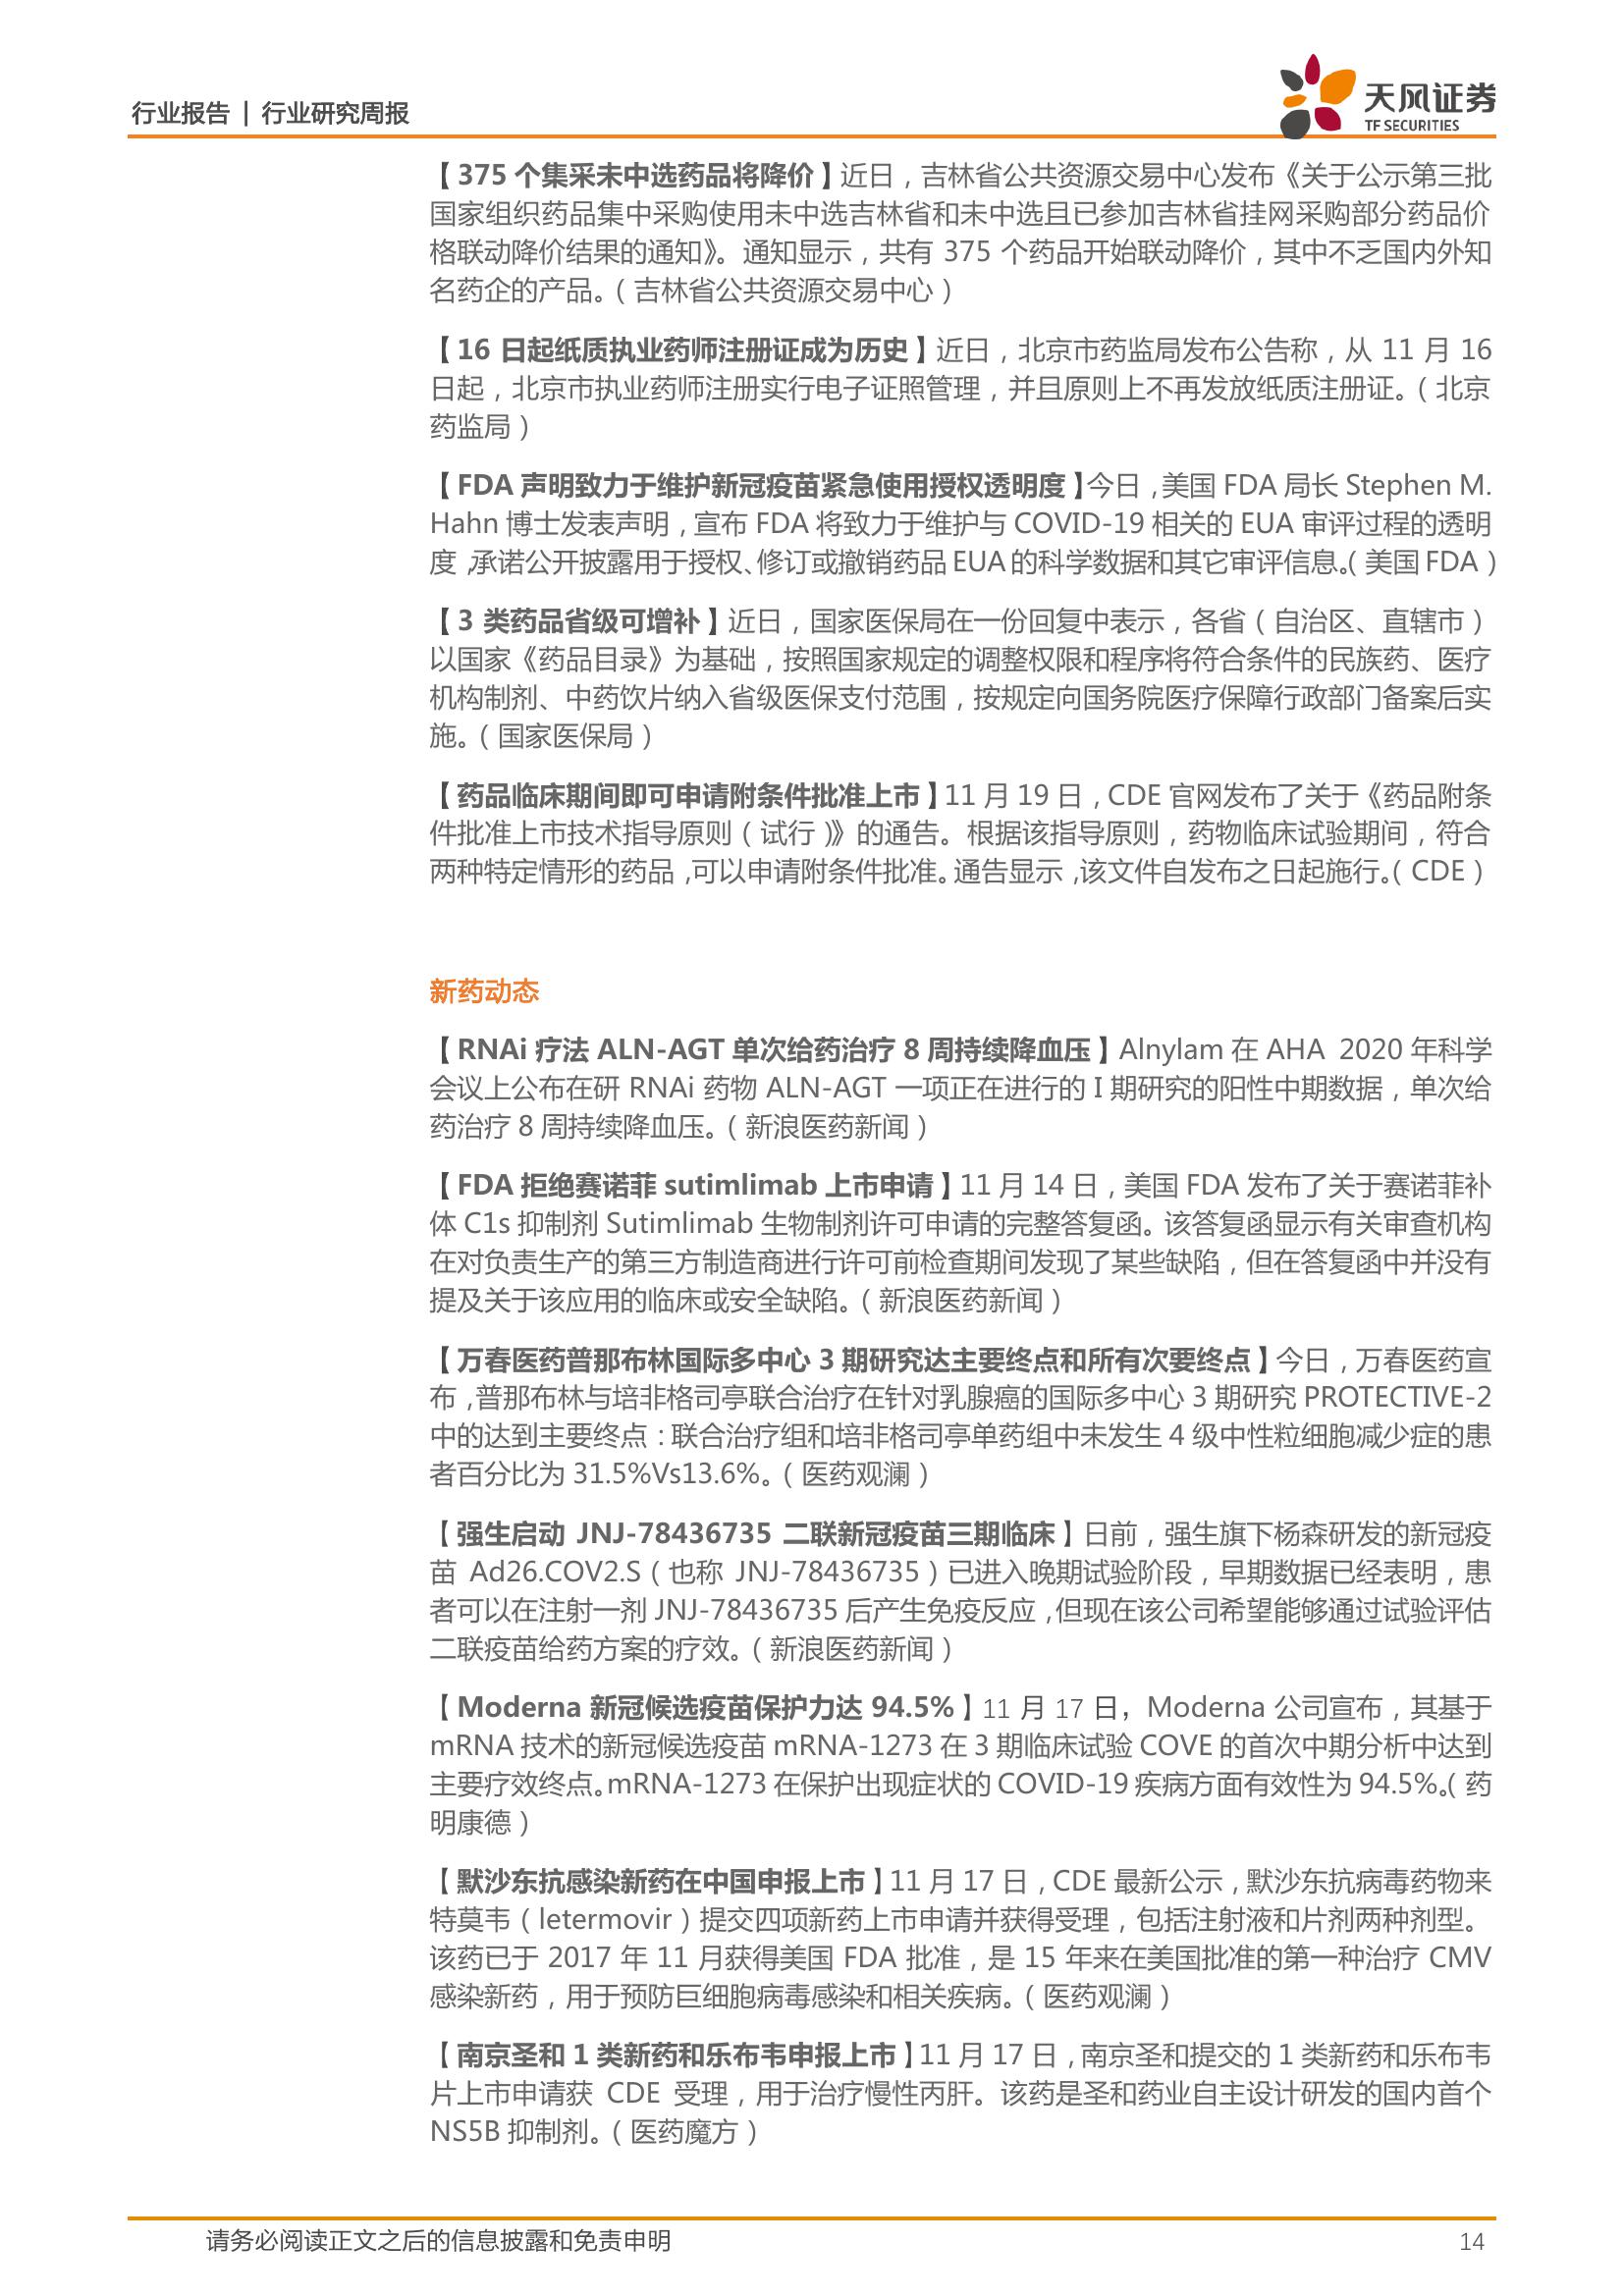 行业报告 | 行业研究周报
天风证券
TF SECURITIES
【375 个集采未中选药品将降价】近日，吉林省公共资源交易中心发布《关于公示第三批
国家组织药品集中采购使用未中选吉林省和未中选且已参加吉林省挂网采购部分药品价
格联动降价结果的通知》。通知显示，共有 375 个药品开始联动降价，其中不乏国内外知
名药企的产品。（吉林省公共资源交易中心）
【16 日起纸质执业药师注册证成为历史】近日，北京市药监局发布公告称，从 11 月 16
日起，北京市执业药师注册实行电子证照管理，并且原则上不再发放纸质注册证。（北京
药监局）
【FDA 声明致力于维护新冠疫苗紧急使用授权透明度】今日，美国 FDA 局长 Stephen M.
Hahn 博士发表声明，宣布 FDA 将致力于维护与 COVID-19 相关的 EUA 审评过程的透明
度，承诺公开披露用于授权、修订或撤销药品 EUA 的科学数据和其它审评信息。（美国 FDA）
【3 类药品省级可增补】近日，国家医保局在一份回复中表示，各省（自治区、直辖市）
以国家《药品目录》为基础，按照国家规定的调整权限和程序将符合条件的民族药、医疗
机构制剂、中药饮片纳入省级医保支付范围，按规定向国务院医疗保障行政部门备案后实
施。（国家医保局）
【药品临床期间即可申请附条件批准上市】11 月 19 日，CDE 官网发布了关于《药品附条
件批准上市技术指导原则（试行）》的通告。根据该指导原则，药物临床试验期间，符合
两种特定情形的药品，可以申请附条件批准。通告显示，该文件自发布之日起施行。（CDE）
新药动态
【RNAi 疗法 ALN-AGT 单次给药治疗 8 周持续降血压】Alnylam 在 AHA 2020 年科学
会议上公布在研 RNAi 药物 ALN-AGT 一项正在进行的 I 期研究的阳性中期数据，单次给
药治疗 8 周持续降血压。（新浪医药新闻）
【FDA 拒绝赛诺菲 sutimlimab 上市申请】11 月 14 日，美国 FDA 发布了关于赛诺菲补
体 C1s 抑制剂 Sutimlimab 生物制剂许可申请的完整答复函。该答复函显示有关审查机构
在对负责生产的第三方制造商进行许可前检查期间发现了某些缺陷，但在答复函中并没有
提及关于该应用的临床或安全缺陷。（新浪医药新闻）
【万春医药普那布林国际多中心 3 期研究达主要终点和所有次要终点】今日，万春医药宣
布，普那布林与培非格司亭联合治疗在针对乳腺癌的国际多中心 3 期研究 PROTECTIVE-2
中的达到主要终点：联合治疗组和培非格司亭单药组中未发生 4 级中性粒细胞减少症的患
者百分比为 31.5%Vs13.6%。（医药观澜）
【强生启动 JNJ-78436735 二联新冠疫苗三期临床】日前，强生旗下杨森研发的新冠疫
苗 Ad26.COV2.S（也称 JNJ-78436735）已进入晚期试验阶段，早期数据已经表明，患
者可以在注射一剂 JNJ-78436735 后产生免疫反应，但现在该公司希望能够通过试验评估
二联疫苗给药方案的疗效。（新浪医药新闻）
【Moderna 新冠候选疫苗保护力达 94.5%】11 月 17 日，Moderna 公司宣布，其基于
mRNA 技术的新冠候选疫苗 mRNA-1273 在 3 期临床试验 COVE 的首次中期分析中达到
主要疗效终点。mRNA-1273 在保护出现症状的 COVID-19 疾病方面有效性为 94.5%。（药
明康德）
【默沙东抗感染新药在中国申报上市】11 月 17 日，CDE 最新公示，默沙东抗病毒药物来
特莫韦（letermovir）提交四项新药上市申请并获得受理，包括注射液和片剂两种剂型。
该药已于 2017 年 11 月获得美国 FDA 批准，是 15 年来在美国批准的第一种治疗 CMV
感染新药，用于预防巨细胞病毒感染和相关疾病。（医药观澜）
【南京圣和 1 类新药和乐布韦申报上市】11 月 17 日，南京圣和提交的 1 类新药和乐布韦
片上市申请获 CDE 受理，用于治疗慢性丙肝。该药是圣和药业自主设计研发的国内首个
NS5B 抑制剂。（医药魔方）
请务必阅读正文之后的信息披露和免责申明
14